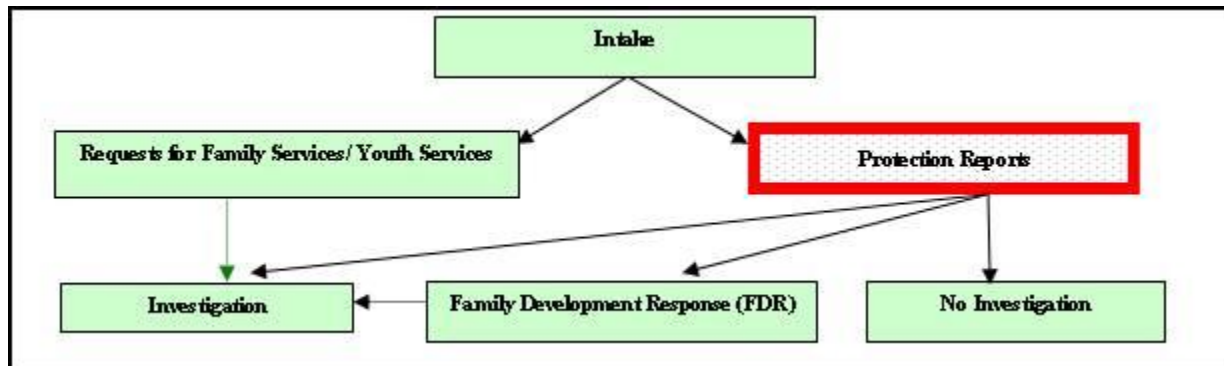 Intake
Requests for Family Services/ Youth Services
Protection Reports
Investigation
Family Development Response (FDR)
No Investigation